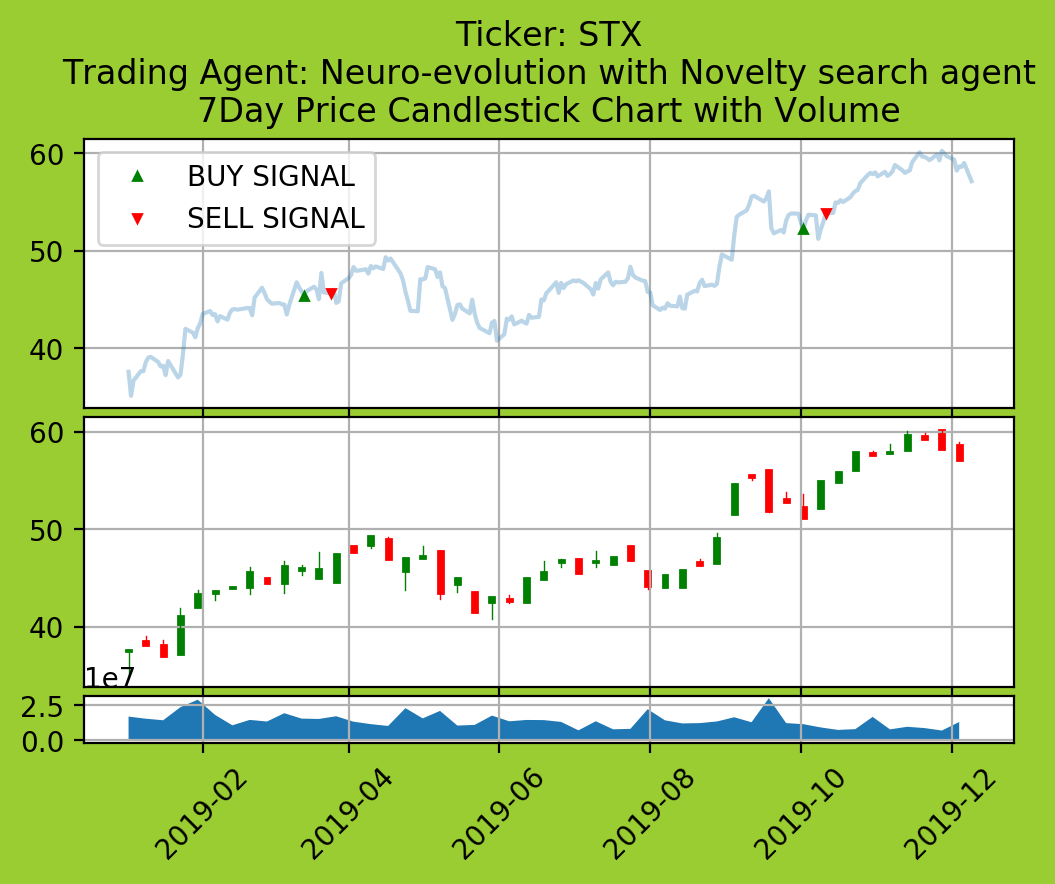 Ticker: STX
Trading Agent: Neuro-evolution with Novelty search agent
7Day Price Candlestick Chart with Volume
60
BUY SIGNAL
SELL SIGNAL
50
40
60
50
40
1e7
2.5
0.0
2019-02
2019-04
2019-06
2019-08
2019-10
2019-12